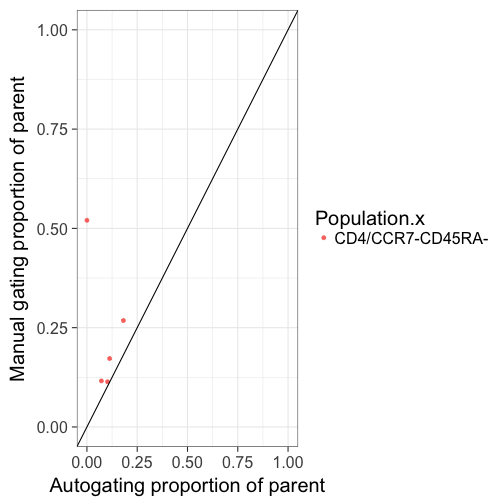 Manual gating proportion of parent
1.00
0.75
0.50
0.25
0.00
0.00 0.25 0.50 0.75 1.00
Autogating proportion of parent
Population.x
CD4/CCR7-CD45RA-